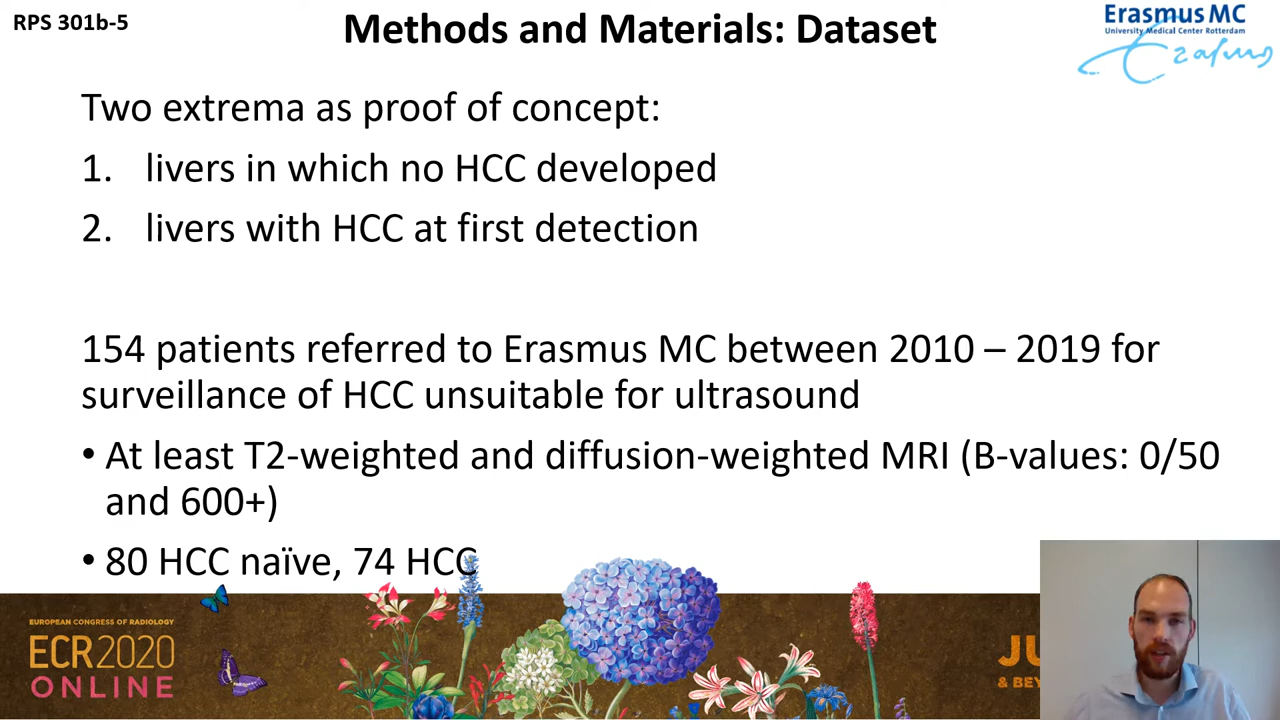 RPS 301b-5
Methods and Materials: Dataset
Erasmus MC
University Medical Center Rotterdam
Erasmus
Two extrema as proof of concept:
1. livers in which no HCC developed
2. livers with HCC at first detection
154 patients referred to Erasmus MC between 2010 – 2019 for
surveillance of HCC unsuitable for ultrasound
• At least T2-weighted and diffusion-weighted MRI (B-values: 0/50
and 600+)
• 80 HCC naïve, 74 HCC
EUROPEAN CONGRESS OF RADIOLOGY
ECR2020
ONLINE
JU
& BEY